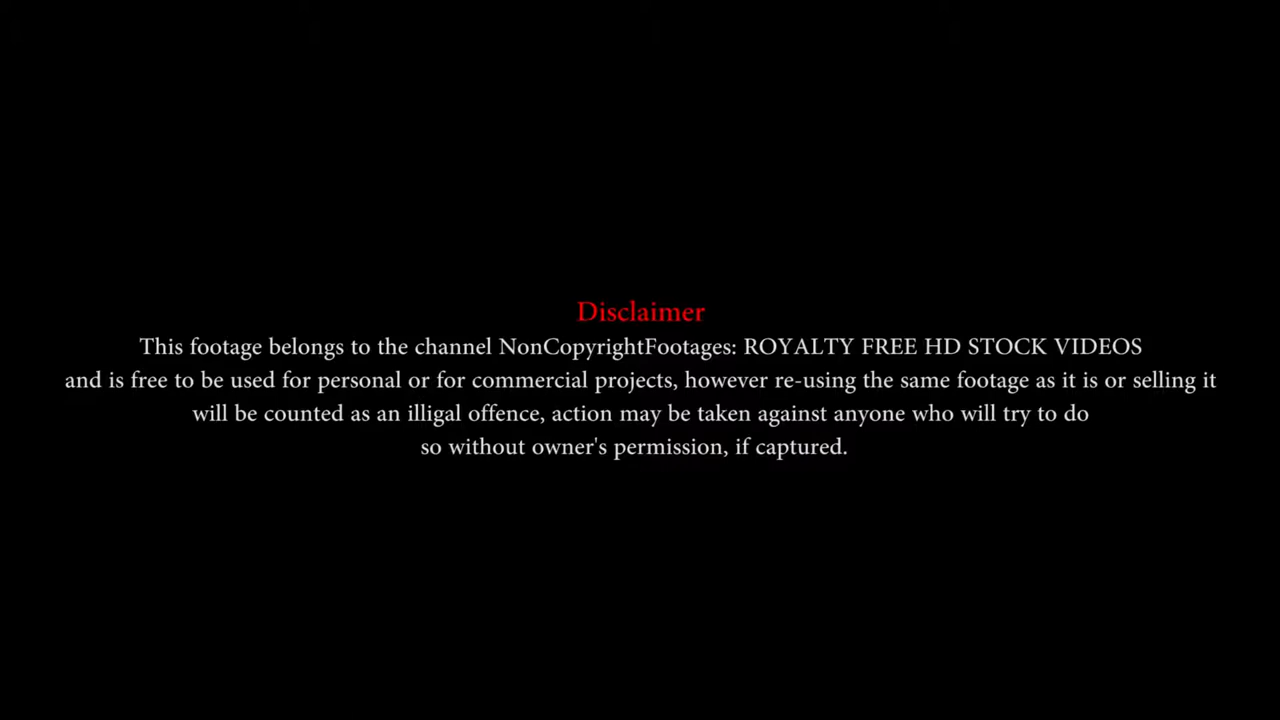 Disclaimer
This footage belongs to the channel NonCopyrightFootages: ROYALTY FREE HD STOCK VIDEOS
and is free to be used for personal or for commercial projects, however re-using the same footage as it is or selling it
will be counted as an illigal offence, action may be taken against anyone who will try to do
so without owner's permission, if captured.